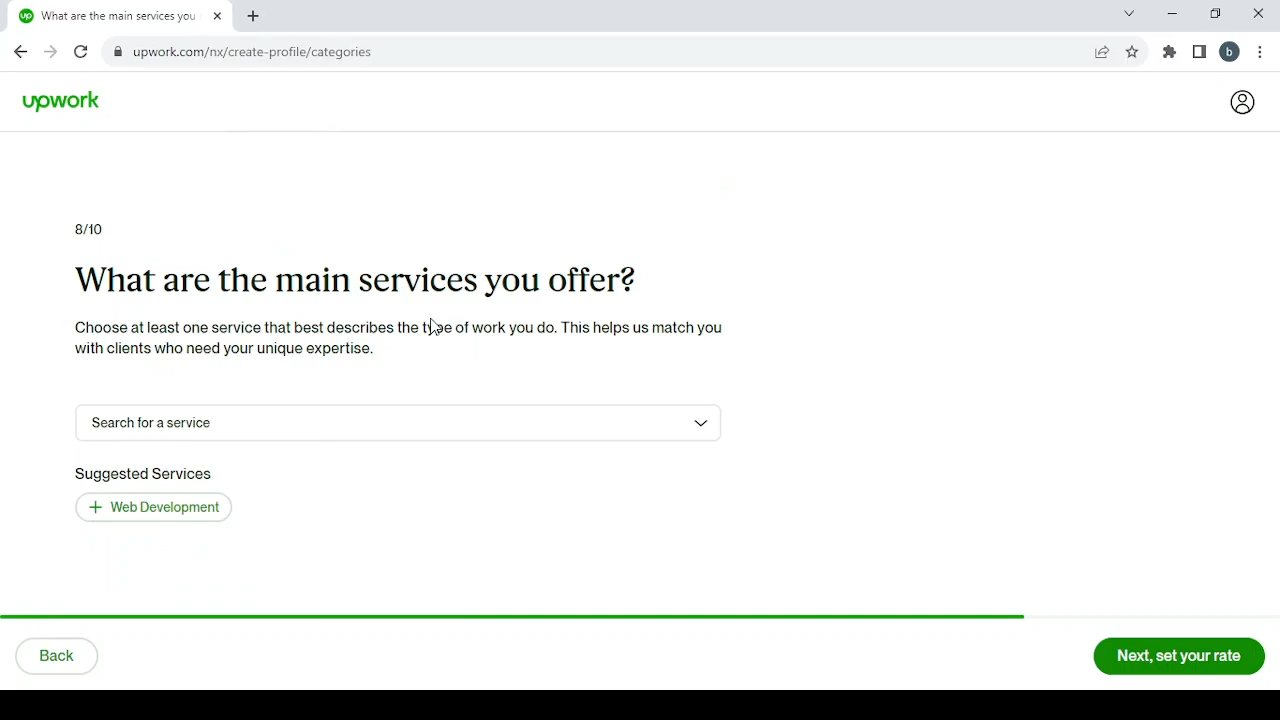 up What are the main services you
upwork.com/nx/create-profile/categories
b
upwork
8/10
What are the main services you offer?
Choose at least one service that best describes the type of work you do. This helps us match you
with clients who need your unique expertise.
Search for a service
Suggested Services
+ Web Development
Back
Next, set your rate